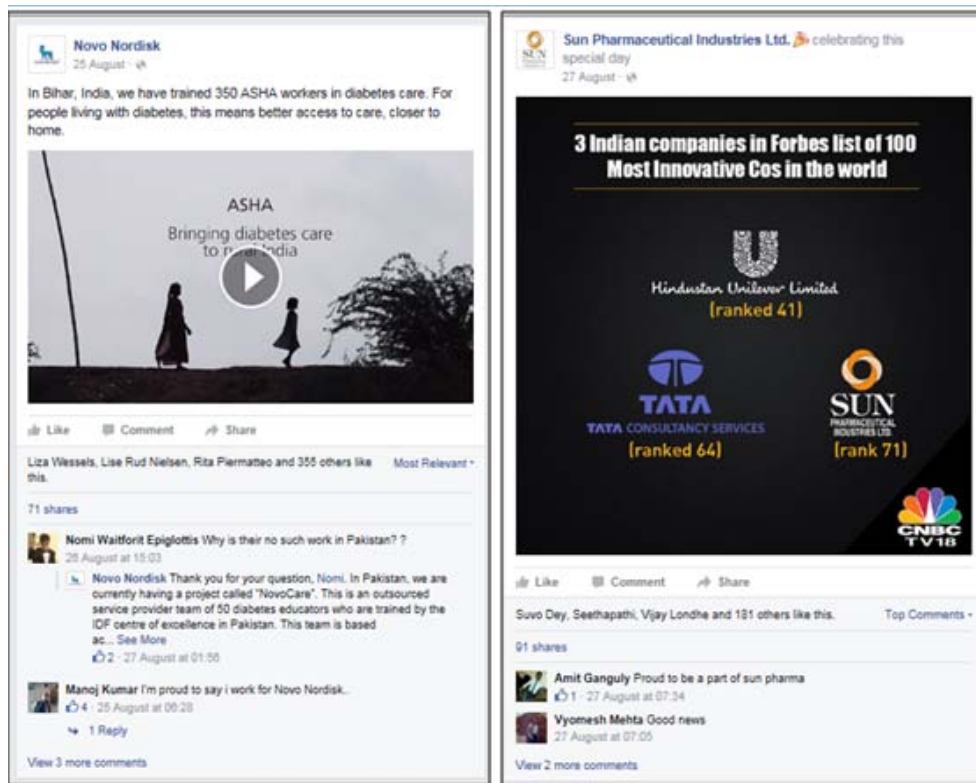 Novo Nordisk
25 August
In Bihar, India, we have trained 350 ASHA workers in diabetes care. For
people living with diabetes, this means better access to care, closer to
home.
ASHA
Bringing diabetes care
to rural India
Like Comment Share
Liza Wessels, Lise Rud Nielsen, Rita Piermatteo and 355 others like Most Relevant
this.
71 shares
Nomi Waitforit Epiglottis Why is their no such work in Pakistan? ?
26 August at 15:03
Novo Nordisk Thank you for your question, Nomi. In Pakistan, we are
currently having a project called "NovoCare". This is an outsourced
service provider team of 50 diabetes educators who are trained by the
IDF centre of excellence in Pakistan. This team is based
ac... See More
2 · 27 August at 01:56
Manoj Kumar I'm proud to say i work for Novo Nordisk..
4 · 25 August at 06:28
1 Reply
View 3 more comments
Sun Pharmaceutical Industries Ltd. celebrating this
special day
27 August
SUN
3 Indian companies in Forbes list of 100
Most Innovative Cos in the world
Hindustan Unilever Limited
(ranked 41)
TATA
TATA CONSULTANCY SERVICES
(ranked 64)
SUN
PHARMACEUTICAL
INDUSTRIES LTD.
(rank 71)
CNBC
TV18
Like Comment Share
Suvo Dey, Seethapathi, Vijay Londhe and 181 others like this. Top Comments
91 shares
Amit Ganguly Proud to be a part of sun pharma
1 · 27 August at 07:34
Vyomesh Mehta Good news
27 August at 07:05
View 2 more comments